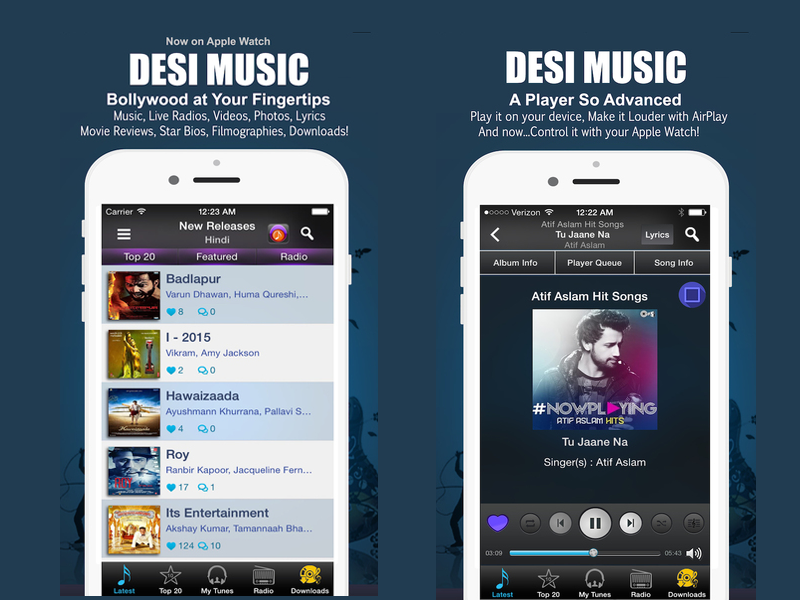 Now on Apple Watch
DESI MUSIC
Bollywood at Your Fingertips
Music, Live Radios, Videos, Photos, Lyrics
Movie Reviews, Star Bios, Filmographies, Downloads!
Carrier
12:23 AM
New Releases
Hindi
Top 20
Featured
Radio
Badlapur
Varun Dhawan, Huma Qureshi,...
8
0
I - 2015
Vikram, Amy Jackson
2
0
Hawaizaada
Ayushmann Khurrana, Pallavi S...
4
0
Roy
Ranbir Kapoor, Jacqueline Fern...
17
1
Its Entertainment
Akshay Kumar, Tamannaah Bha...
124
10
Latest
Top 20
My Tunes
Radio
Downloads
DESI MUSIC
A Player So Advanced
Play it on your device, Make it Louder with AirPlay
And now...Control it with your Apple Watch!
Verizon
12:22 AM
Atif Aslam Hit Songs
Tu Jaane Na
Atif Aslam
Lyrics
Album Info
Player Queue
Song Info
Atif Aslam Hit Songs
#NOWPLAYING
ATIF ASLAM HITS
Tu Jaane Na
Singer(s) : Atif Aslam
03:09
05:43
Latest
Top 20
My Tunes
Radio
Downloads